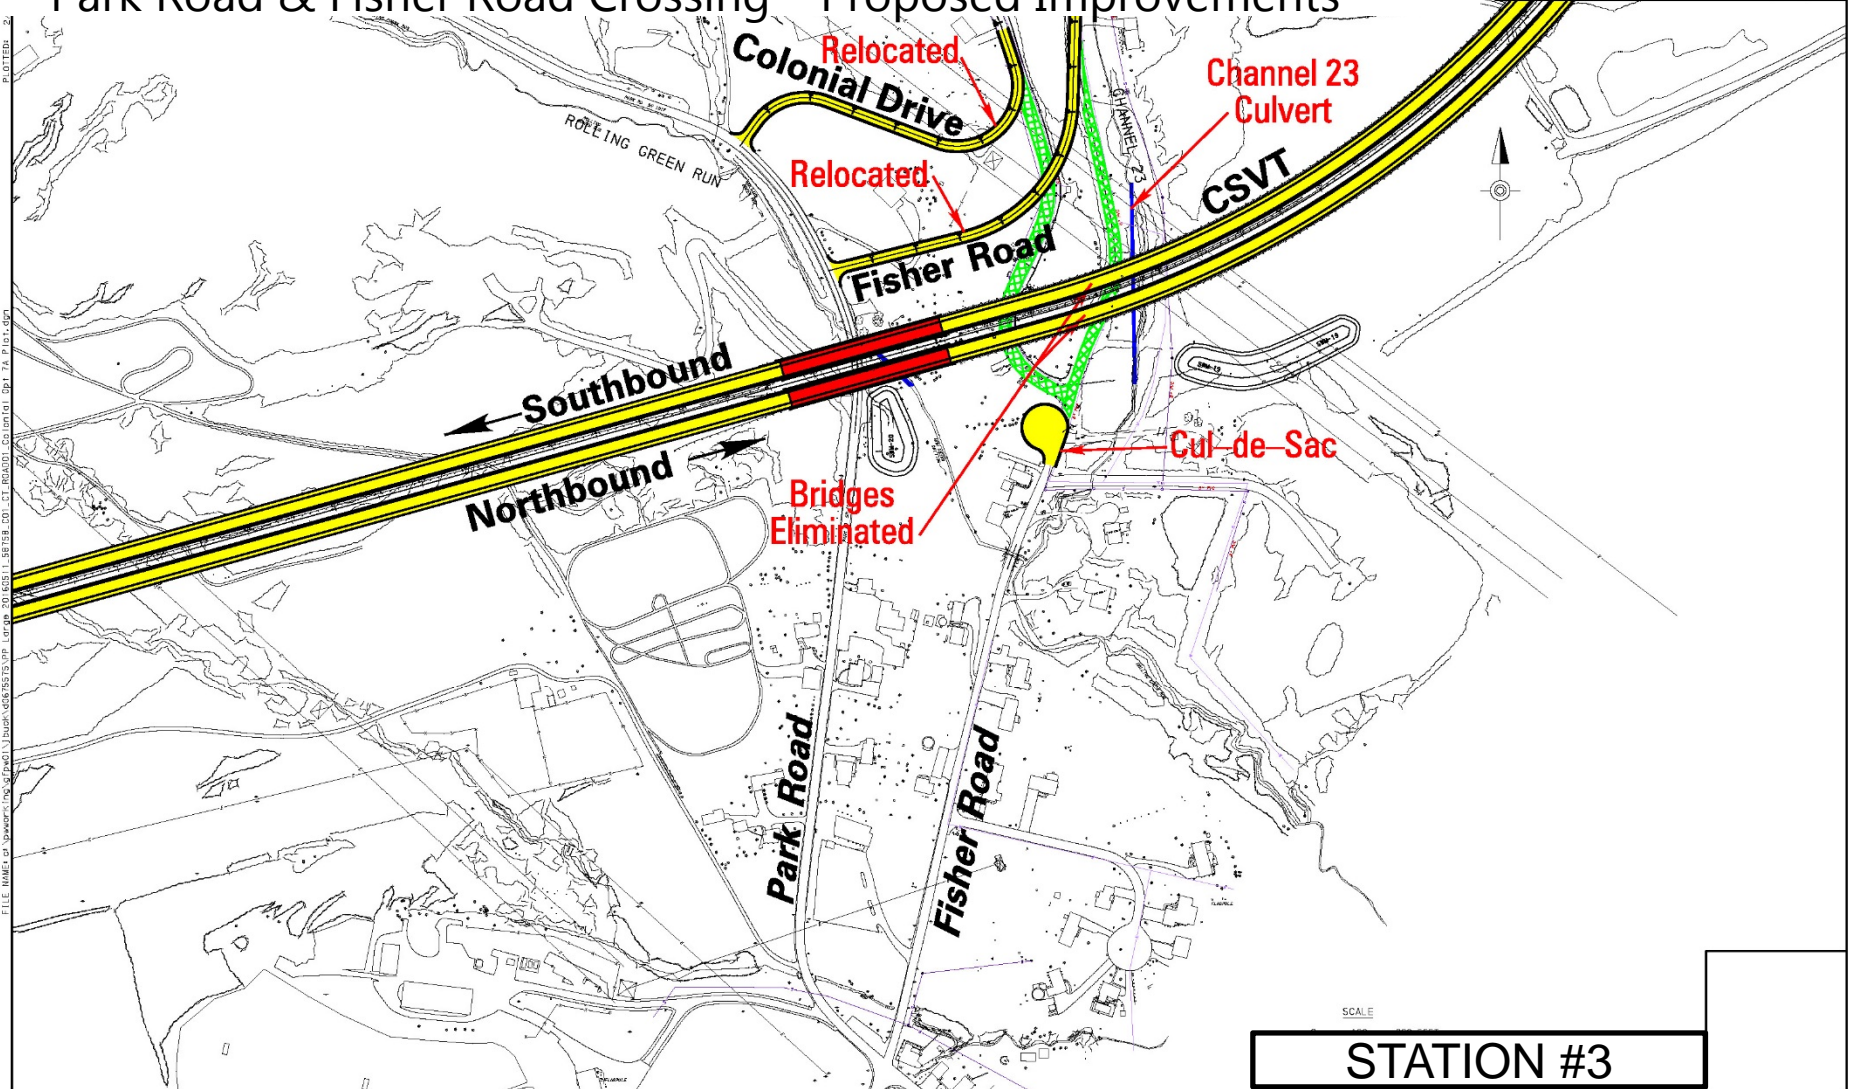 Park Road & Fisher Road Crossing – Proposed Improvements
Relocated
Colonial Drive
Channel 23
Culvert
CHANNEL 23
ROLLING GREEN RUN
Relocated
CSVT
Fisher Road
Southbound
Northbound
Cul-de-Sac
Bridges
Eliminated
Park Road
Fisher Road
SCALE
STATION #3